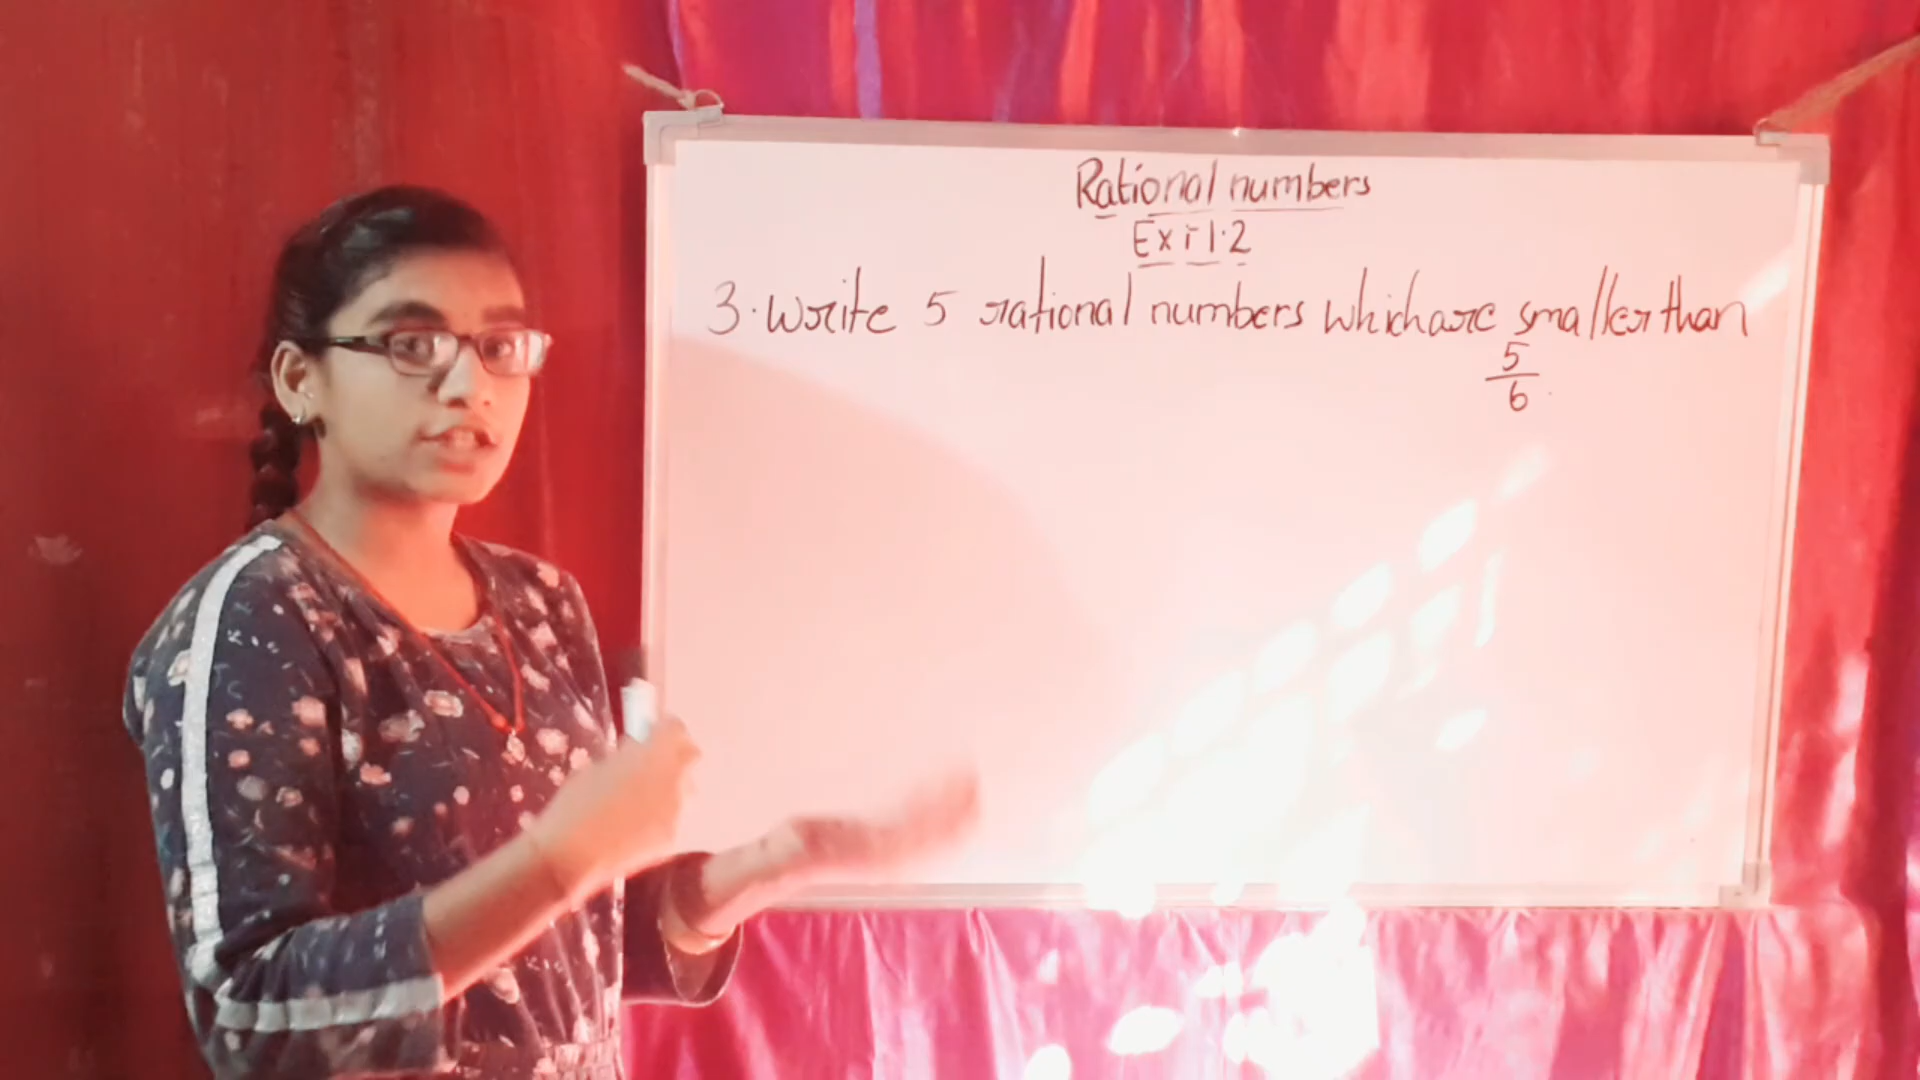 Rational numbers
Ex:-1.2
3. Write 5 rational numbers which are smaller than
5
6.